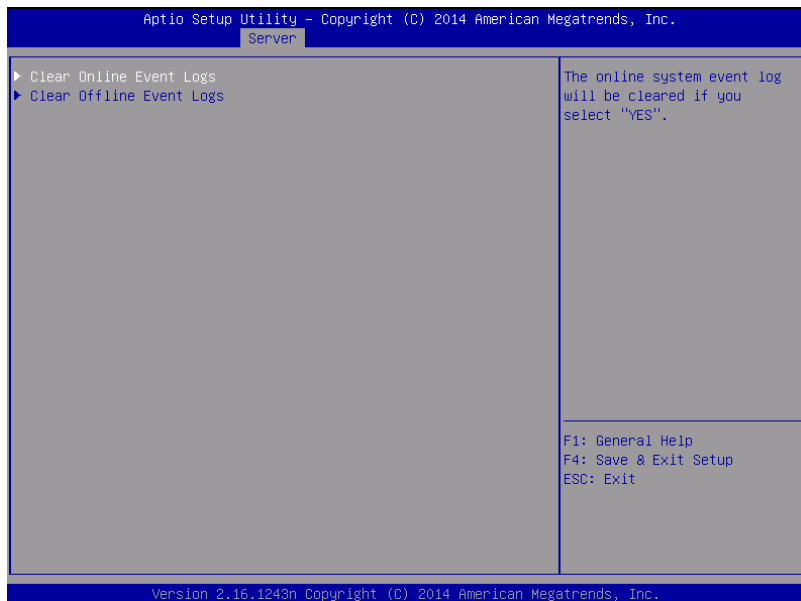 Aptio Setup Utility – Copyright (C) 2014 American Megatrends, Inc.
Server
▶ Clear Online Event Logs
▶ Clear Offline Event Logs
The online system event log
will be cleared if you
select "YES".
F1: General Help
F4: Save & Exit Setup
ESC: Exit
Version 2.16.1243n Copyright (C) 2014 American Megatrends, Inc.